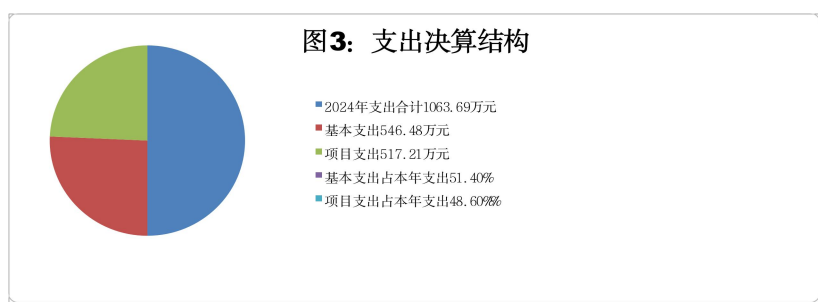 图3：支出决算结构
2024年支出合计1063.69万元
基本支出546.48万元
项目支出517.21万元
基本支出占本年支出51.40%
项目支出占本年支出48.60%%